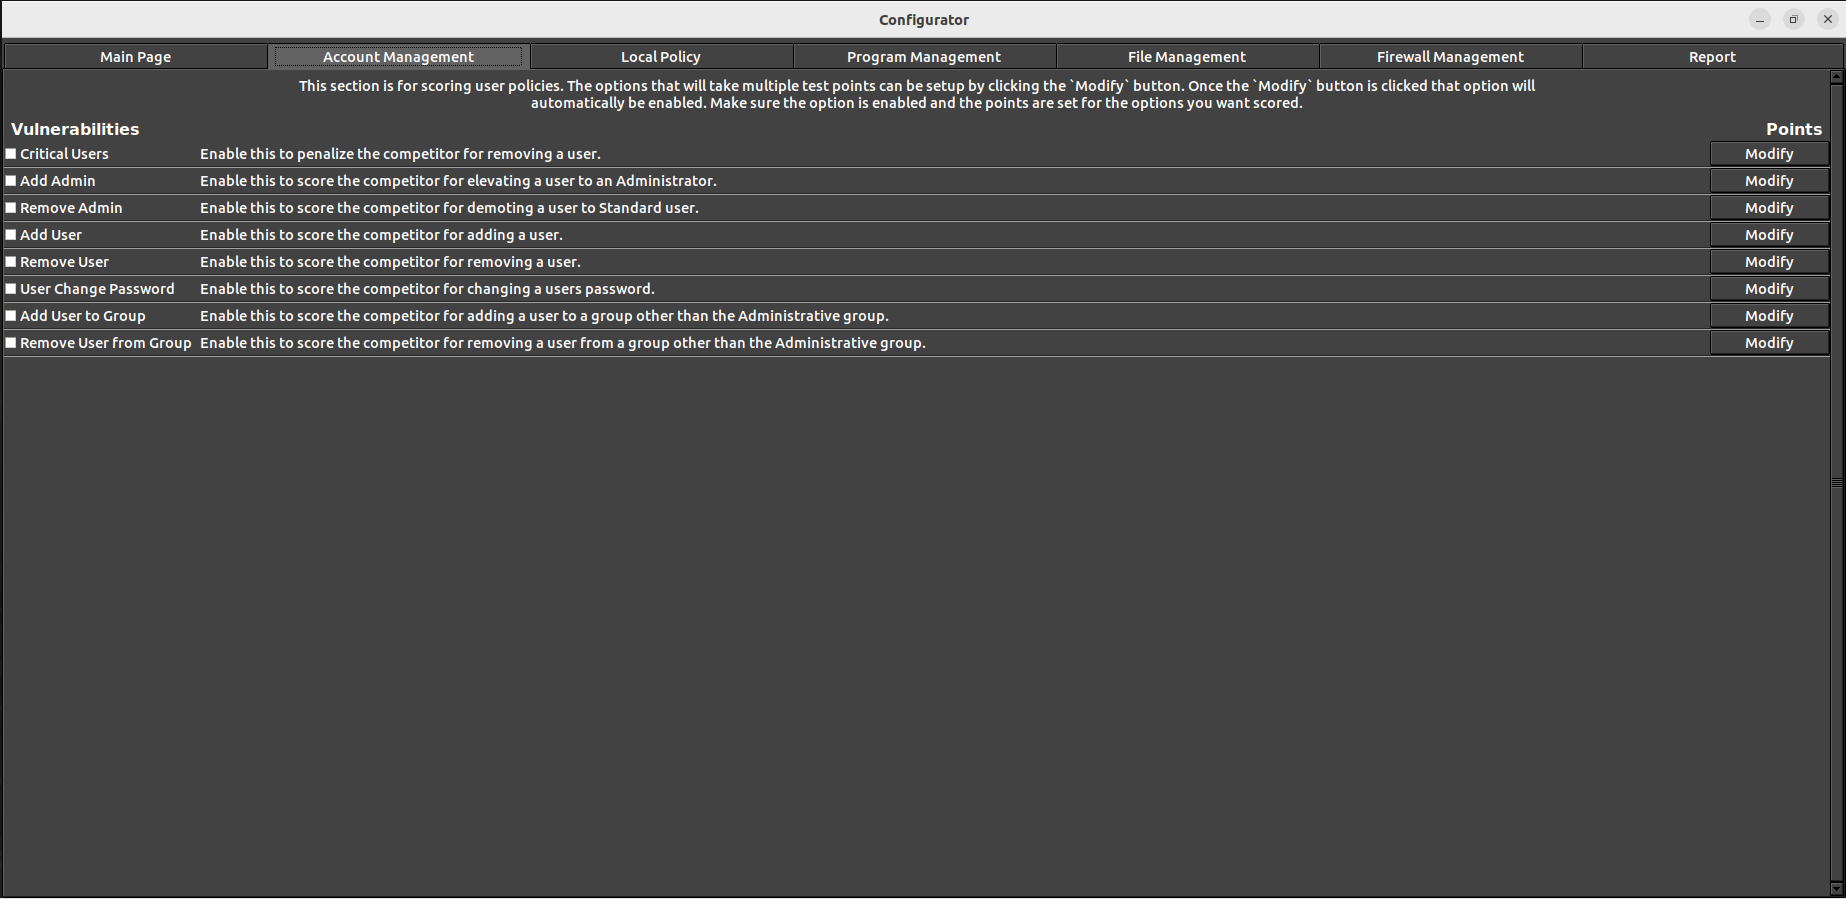 Configurator
Main Page Account Management Local Policy Program Management File Management Firewall Management Report
This section is for scoring user policies. The options that will take multiple test points can be setup by clicking the `Modify` button. Once the `Modify` button is clicked that option will
automatically be enabled. Make sure the option is enabled and the points are set for the options you want scored.
Vulnerabilities Points
Critical Users Enable this to penalize the competitor for removing a user. Modify
Add Admin Enable this to score the competitor for elevating a user to an Administrator. Modify
Remove Admin Enable this to score the competitor for demoting a user to Standard user. Modify
Add User Enable this to score the competitor for adding a user. Modify
Remove User Enable this to score the competitor for removing a user. Modify
User Change Password Enable this to score the competitor for changing a users password. Modify
Add User to Group Enable this to score the competitor for adding a user to a group other than the Administrative group. Modify
Remove User from Group Enable this to score the competitor for removing a user from a group other than the Administrative group. Modify